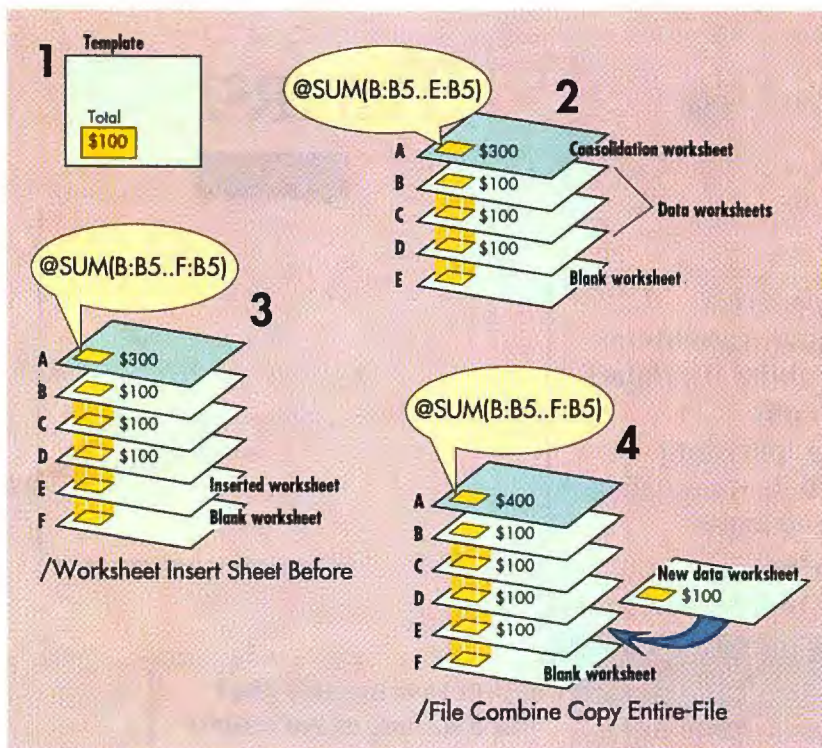 1
Template
Total
$100
@SUM(B:B5..E:B5)
2
A $300 Consolidation worksheet
B $100
C $100 Data worksheets
D $100
E Blank worksheet
@SUM(B:B5..F:B5)
3
A $300
B $100
C $100
D $100
E Inserted worksheet
F Blank worksheet
/Worksheet Insert Sheet Before
@SUM(B:B5..F:B5)
4
A $400
B $100
C $100
D $100
E $100
F Blank worksheet
New data worksheet
$100
/File Combine Copy Entire-File